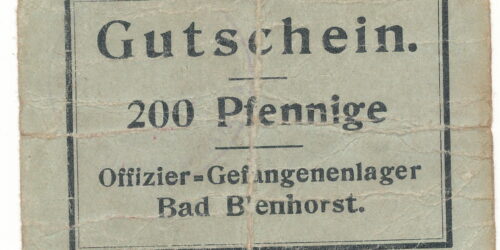 Gutschein.
200 Pfennige
Offizier=Gefangenenlager
Bad Blenhorst.